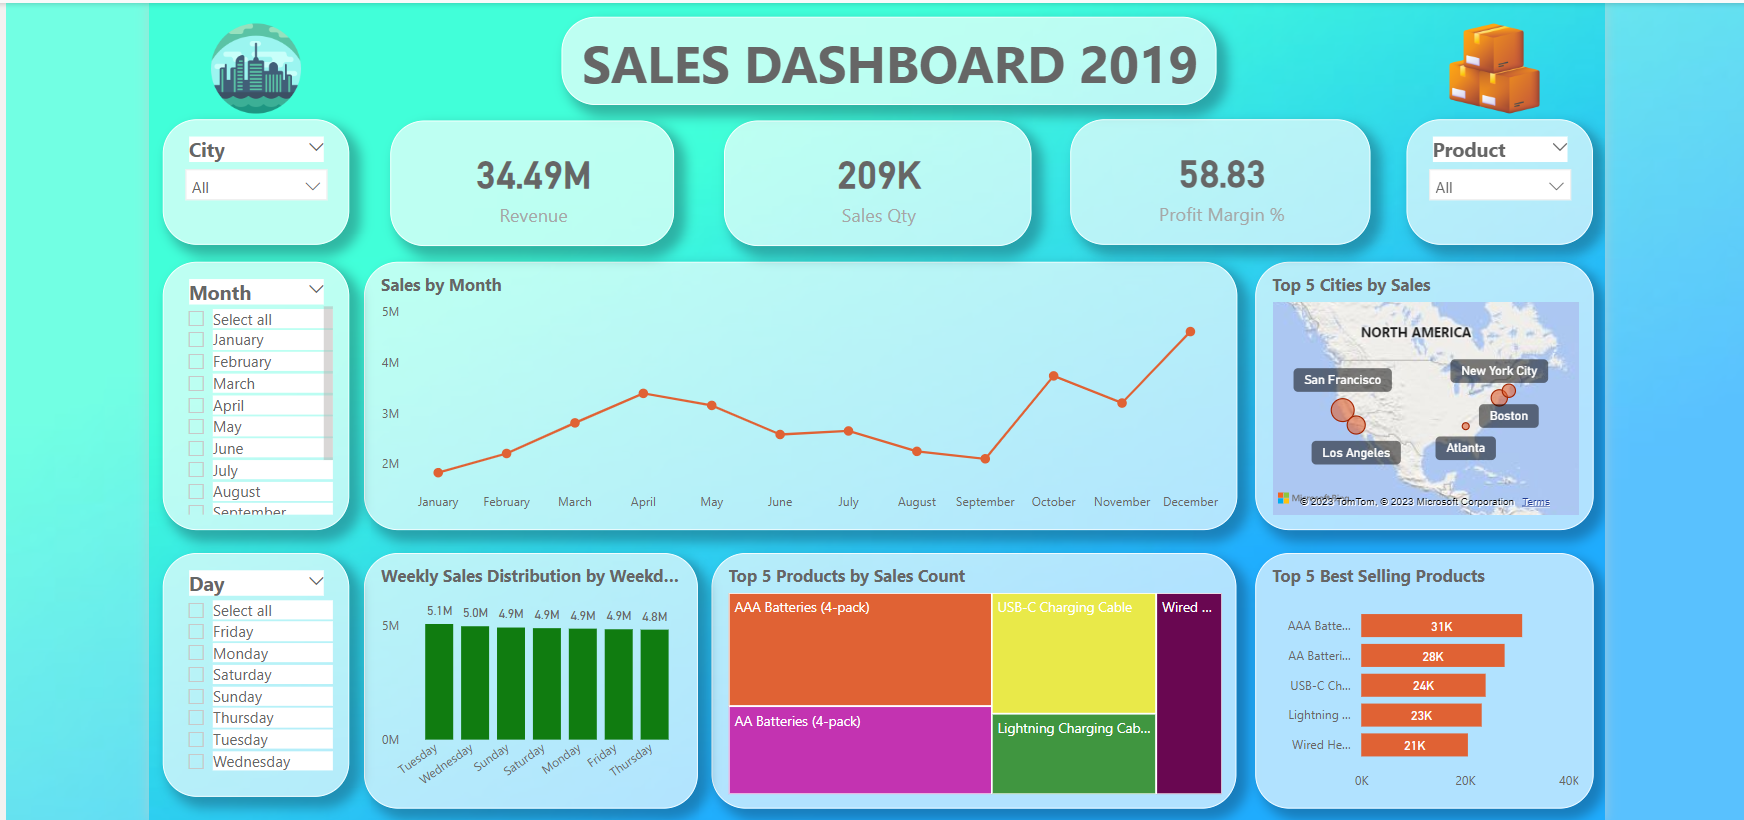 SALES DASHBOARD 2019
City
All
34.49M
Revenue
209K
Sales Qty
58.83
Profit Margin %
Product
All
Month
Select all
January
February
March
April
May
June
July
August
September
Sales by Month
5M
4M
3M
2M
January February March April May June July August September October November December
Top 5 Cities by Sales
NORTH AMERICA
New York City
San Francisco
Boston
Atlanta
Los Angeles
© 2023 TomTom, © 2023 Microsoft Corporation Terms
Day
Select all
Friday
Monday
Saturday
Sunday
Thursday
Tuesday
Wednesday
Weekly Sales Distribution by Weekd...
5.1M 5.0M 4.9M 4.9M 4.9M 4.9M 4.8M
5M
0M
Tuesday Wednesday Sunday Saturday Monday Friday Thursday
Top 5 Products by Sales Count
AAA Batteries (4-pack)
USB-C Charging Cable
Wired ...
AA Batteries (4-pack)
Lightning Charging Cab...
Top 5 Best Selling Products
AAA Batte... 31K
AA Batteri... 28K
USB-C Ch... 24K
Lightning ... 23K
Wired He... 21K
0K 20K 40K